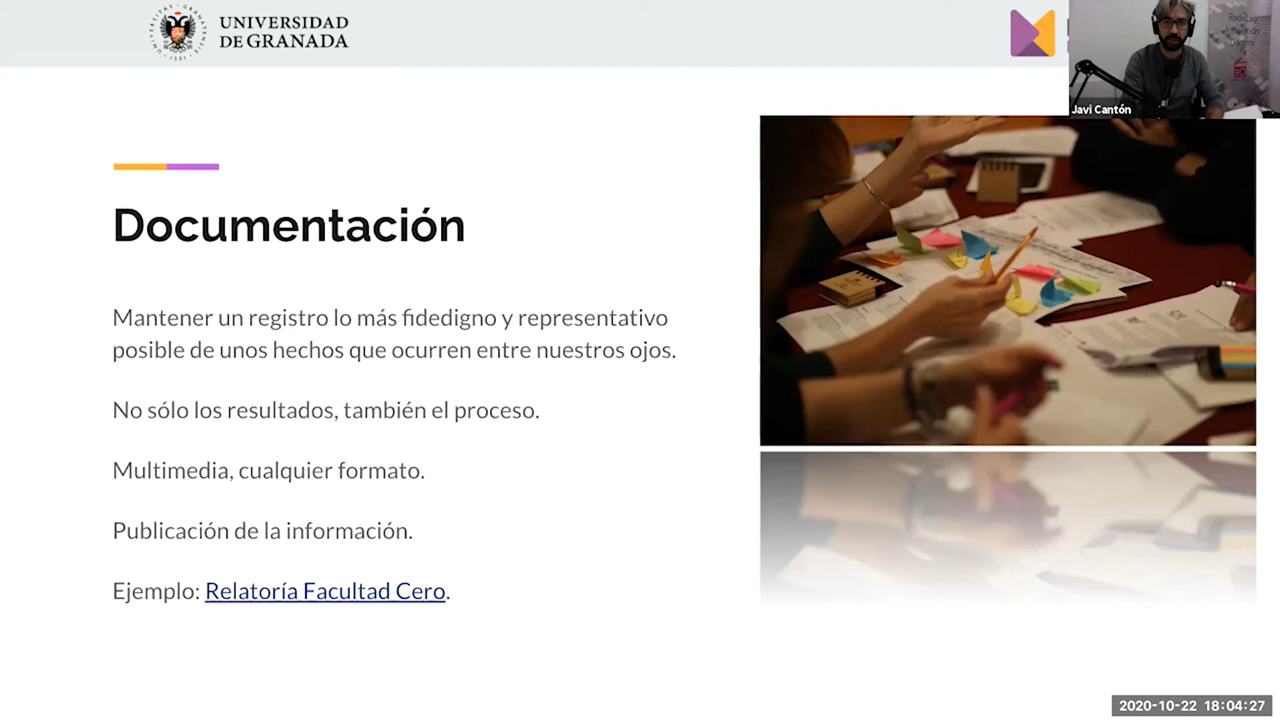 UNIVERSIDAD
DE GRANADA
Javi Cantón
Documentación
Mantener un registro lo más fidedigno y representativo
posible de unos hechos que ocurren entre nuestros ojos.
No sólo los resultados, también el proceso.
Multimedia, cualquier formato.
Publicación de la información.
Ejemplo: Relatoría Facultad Cero.
2020-10-22 18:04:27